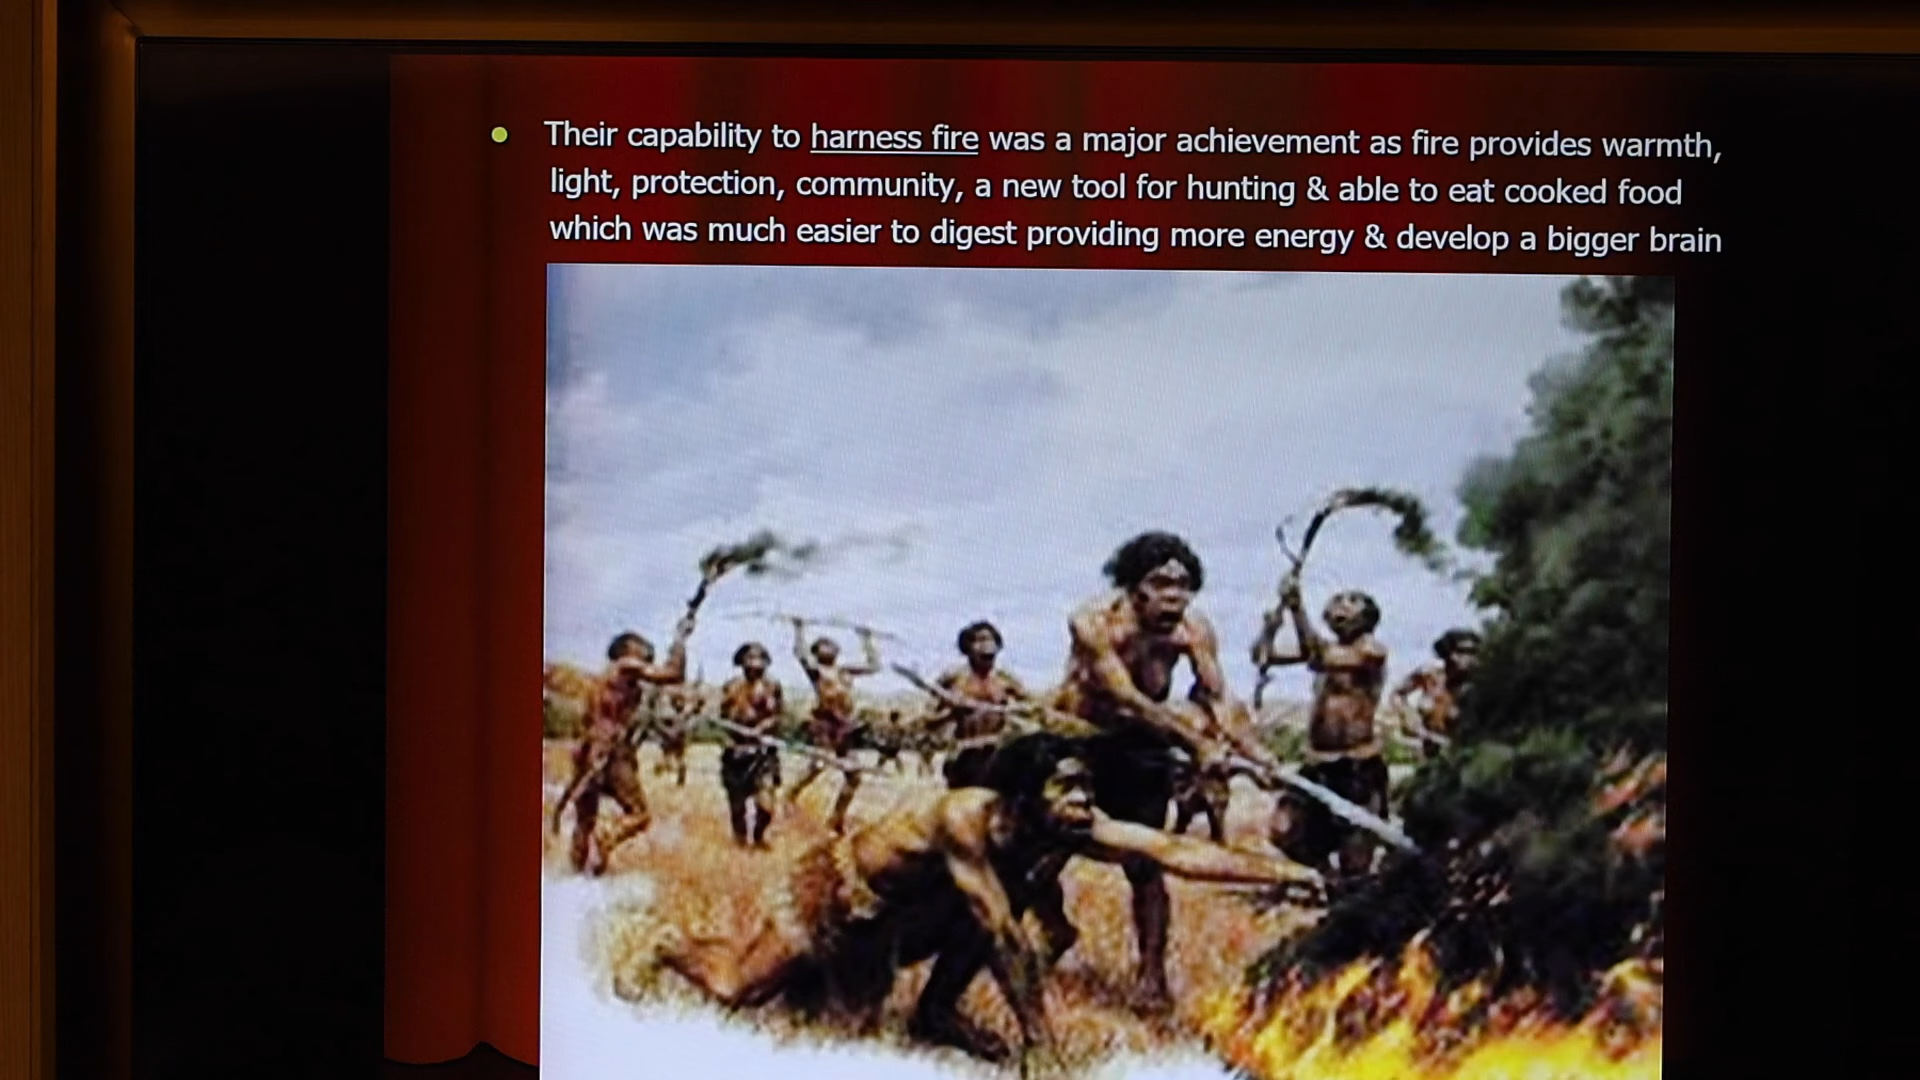 Their capability to harness fire was a major achievement as fire provides warmth,
light, protection, community, a new tool for hunting & able to eat cooked food
which was much easier to digest providing more energy & develop a bigger brain